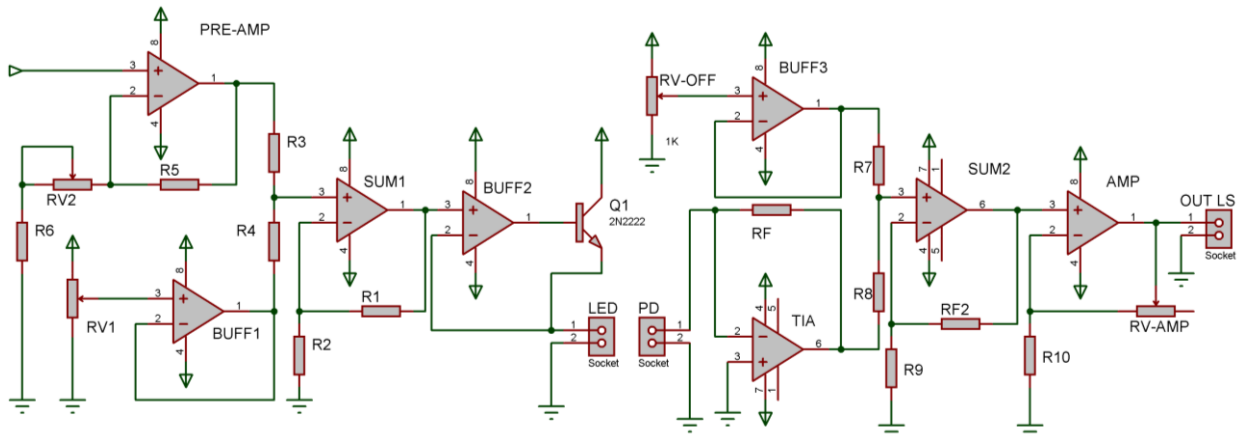 PRE-AMP
8
3
1
2
4
R5
RV2
R6
R3
R4
RV1
8
3
1
2
4
BUFF1
8
SUM1
3
1
2
4
R1
R2
8
BUFF2
3
1
2
4
Q1
2N2222
LED
1
2
Socket
PD
1
2
Socket
RV-OFF
1K
8
BUFF3
3
1
2
4
RF
4
5
TIA
2
6
3
7
1
R7
R8
7
1
SUM2
3
6
2
4
5
RF2
R9
8
AMP
3
1
2
4
R10
RV-AMP
OUT LS
1
2
Socket